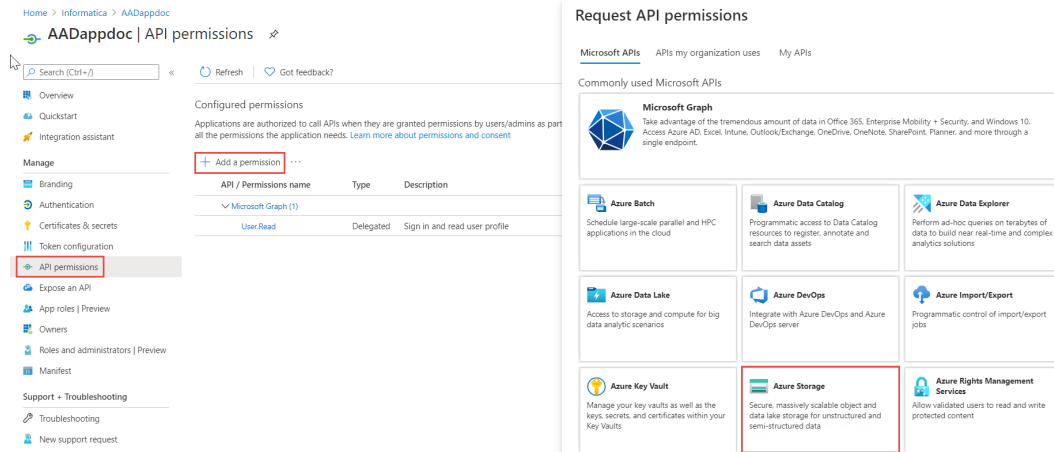 Home > Informatica > AADappdoc
AADappdoc | API permissions
Search (Ctrl+/)
«
Overview
Quickstart
Integration assistant
Manage
Branding
Authentication
Certificates & secrets
Token configuration
API permissions
Expose an API
App roles | Preview
Owners
Roles and administrators | Preview
Manifest
Support + Troubleshooting
Troubleshooting
New support request
Refresh
Got feedback?
Configured permissions
Applications are authorized to call APIs when they are granted permissions by users/admins as part
all the permissions the application needs. Learn more about permissions and consent
+ Add a permission ...
API / Permissions name Type Description
Microsoft Graph (1)
User.Read Delegated Sign in and read user profile
Request API permissions
Microsoft APIs APIs my organization uses My APIs
Commonly used Microsoft APIs
Microsoft Graph
Take advantage of the tremendous amount of data in Office 365, Enterprise Mobility + Security, and Windows 10.
Access Azure AD, Excel, Intune, Outlook/Exchange, OneDrive, OneNote, SharePoint, Planner, and more through a
single endpoint.
Azure Batch
Schedule large-scale parallel and HPC
applications in the cloud
Azure Data Catalog
Programmatic access to Data Catalog
resources to register, annotate and
search data assets
Azure Data Explorer
Perform ad-hoc queries on terabytes of
data to build near real-time and complex
analytics solutions
Azure Data Lake
Access to storage and compute for big
data analytic scenarios
Azure DevOps
Integrate with Azure DevOps and Azure
DevOps server
Azure Import/Export
Programmatic control of import/export
jobs
Azure Key Vault
Manage your key vaults as well as the
keys, secrets, and certificates within your
Key Vaults
Azure Storage
Secure, massively scalable object and
data lake storage for unstructured and
semi-structured data
Azure Rights Management
Services
Allow validated users to read and write
protected content